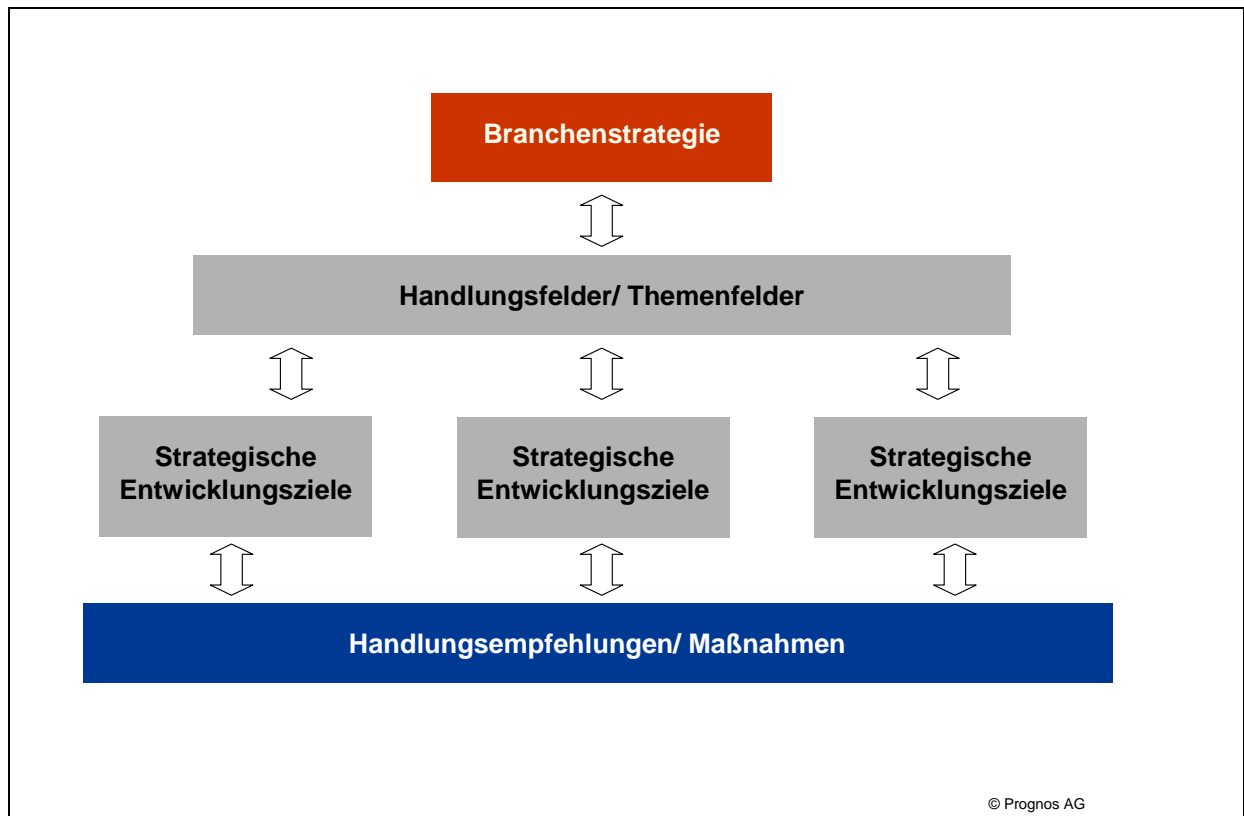 Branchenstrategie
Handlungsfelder/ Themenfelder
Strategische
Entwicklungsziele
Strategische
Entwicklungsziele
Strategische
Entwicklungsziele
Handlungsempfehlungen/ Maßnahmen
© Prognos AG